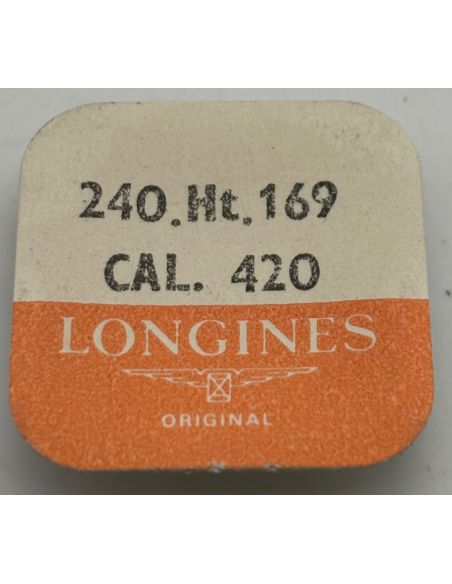 240.Ht.169
CAL. 420
LONGINES
ORIGINAL